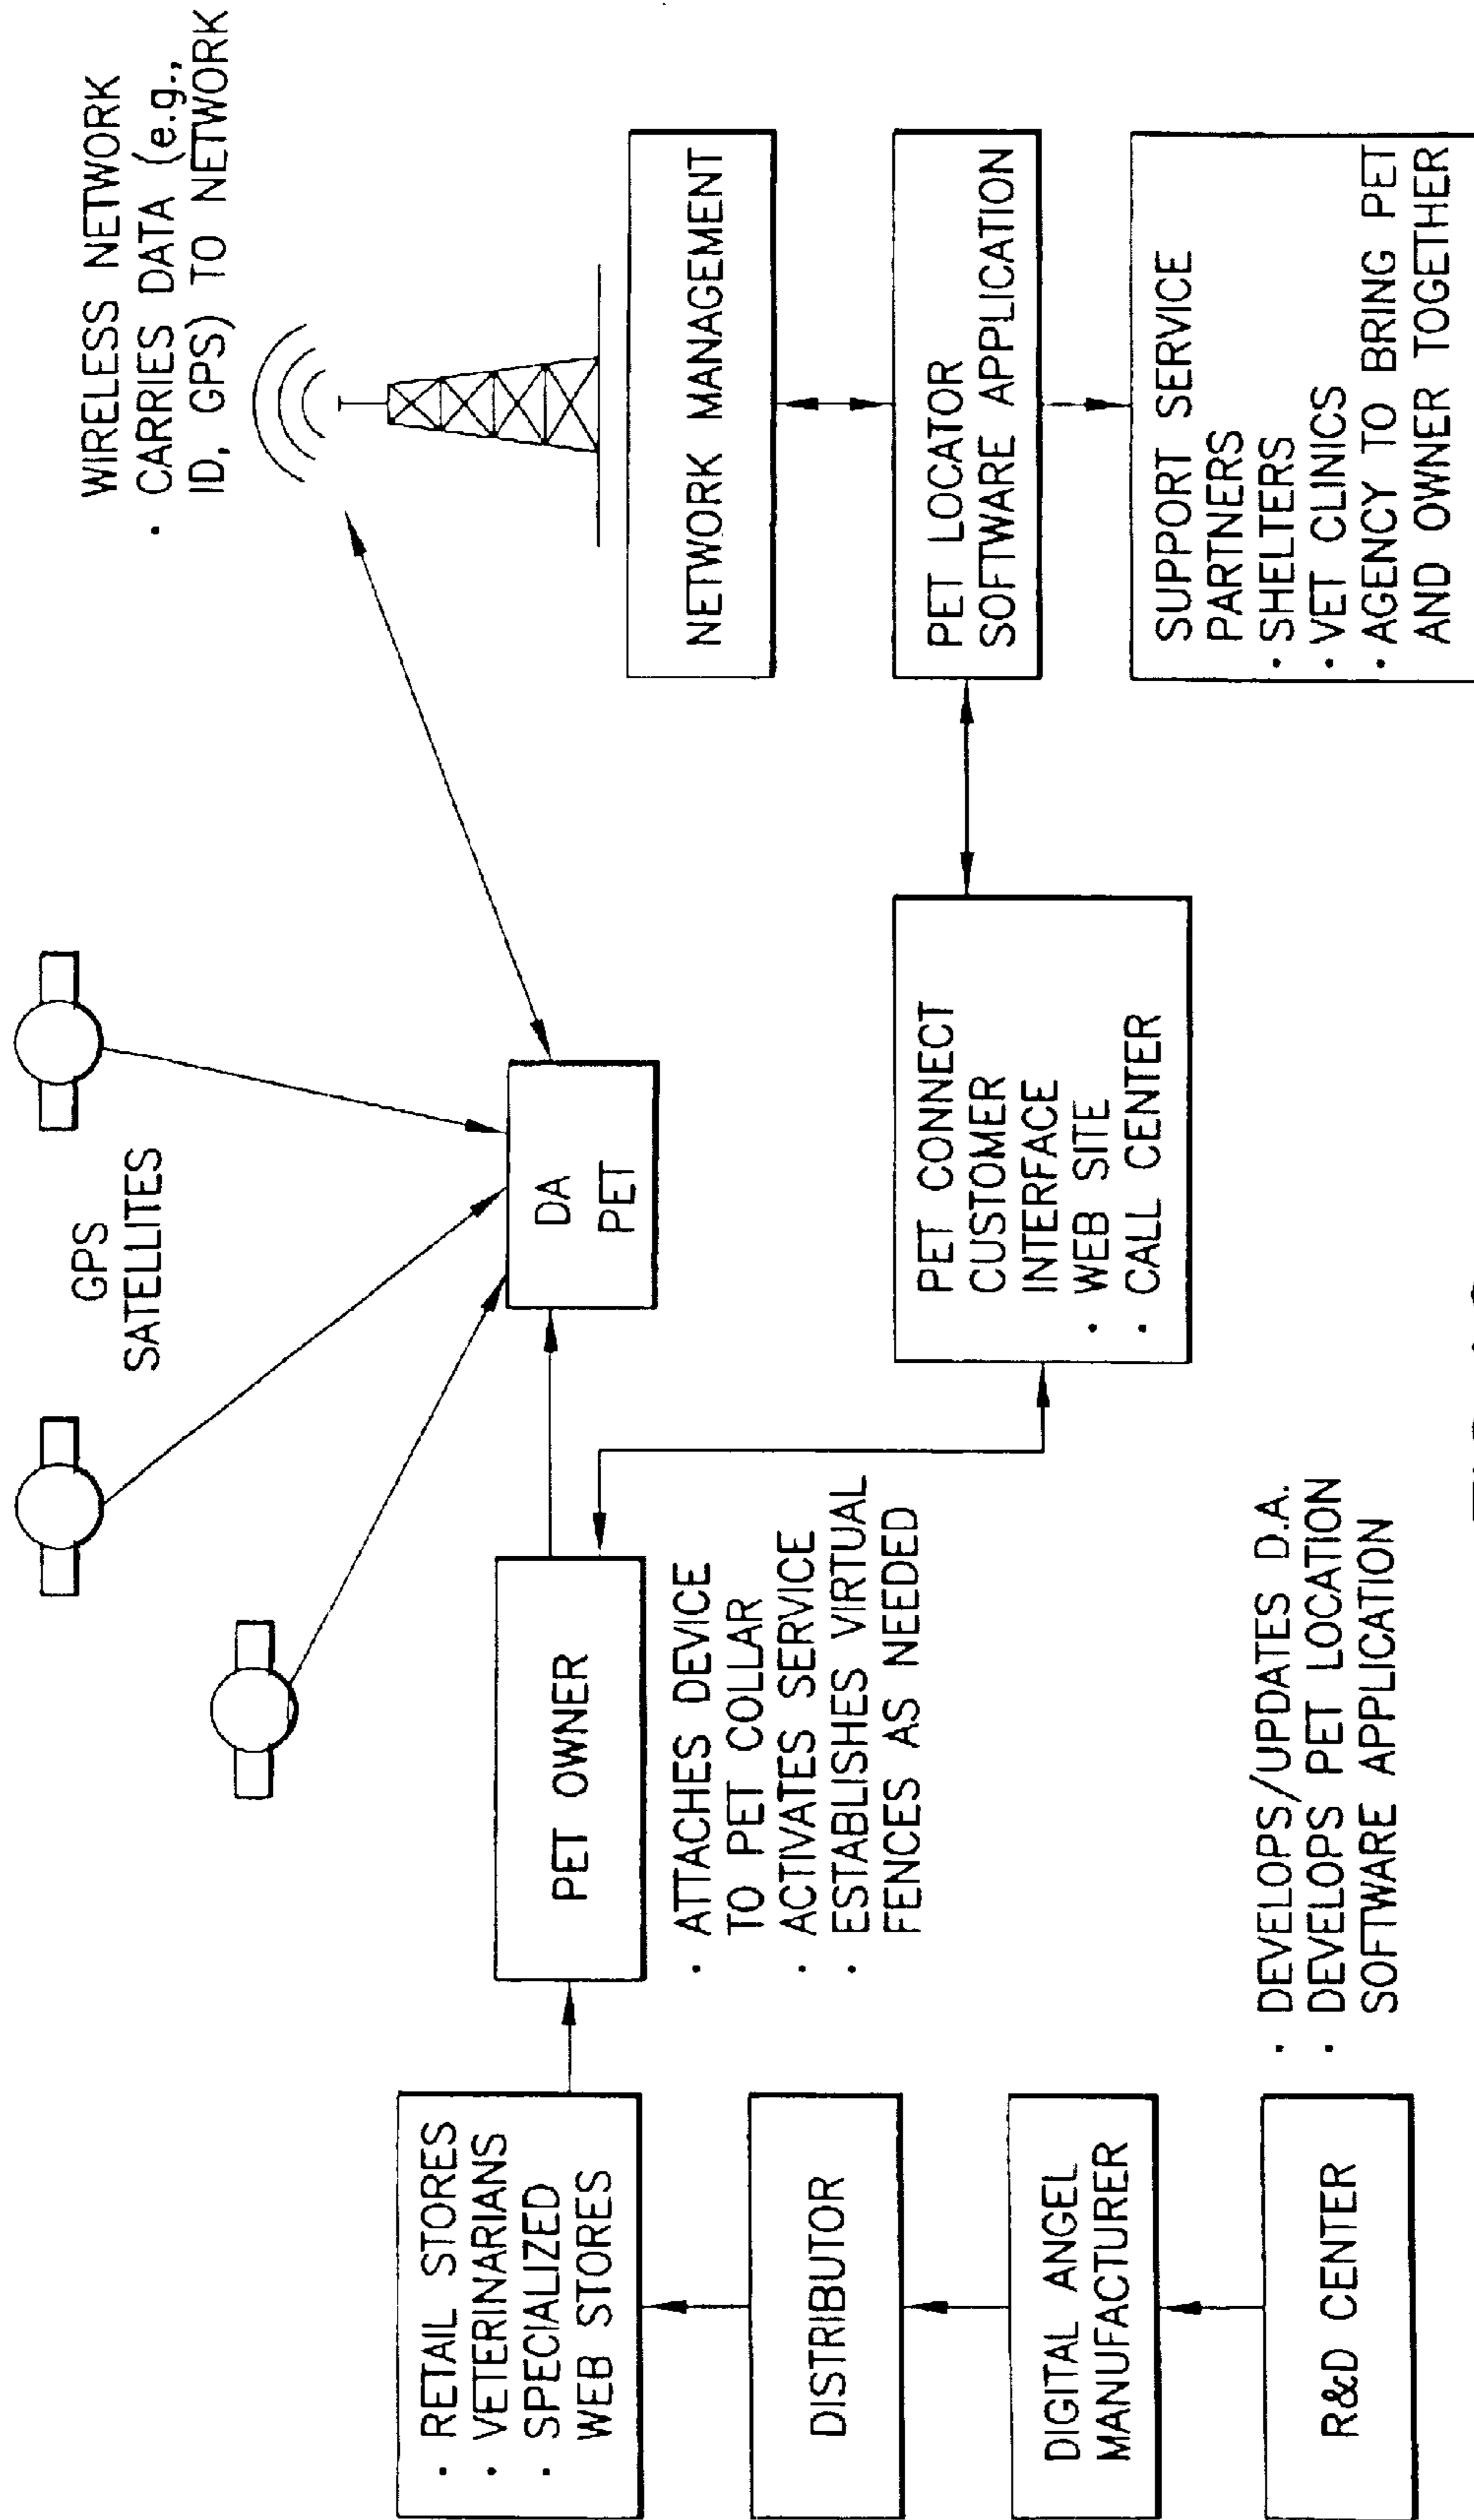 GPS
SATELLITES
WIRELESS NETWORK
· CARRIES DATA (e.g.,
ID, GPS) TO NETWORK
· RETAIL STORES
· VETERINARIANS
· SPECIALIZED
WEB STORES
PET OWNER
DA
PET
NETWORK MANAGEMENT
· ATTACHES DEVICE
TO PET COLLAR
· ACTIVATES SERVICE
· ESTABLISHES VIRTUAL
FENCES AS NEEDED
DISTRIBUTOR
PET CONNECT
CUSTOMER
INTERFACE
· WEB SITE
· CALL CENTER
PET LOCATOR
SOFTWARE APPLICATION
DIGITAL ANGEL
MANUFACTURER
SUPPORT SERVICE
PARTNERS
· SHELTERS
· VET CLINICS
· AGENCY TO BRING PET
AND OWNER TOGETHER
R&D CENTER
· DEVELOPS/UPDATES D.A.
· DEVELOPS PET LOCATION
SOFTWARE APPLICATION